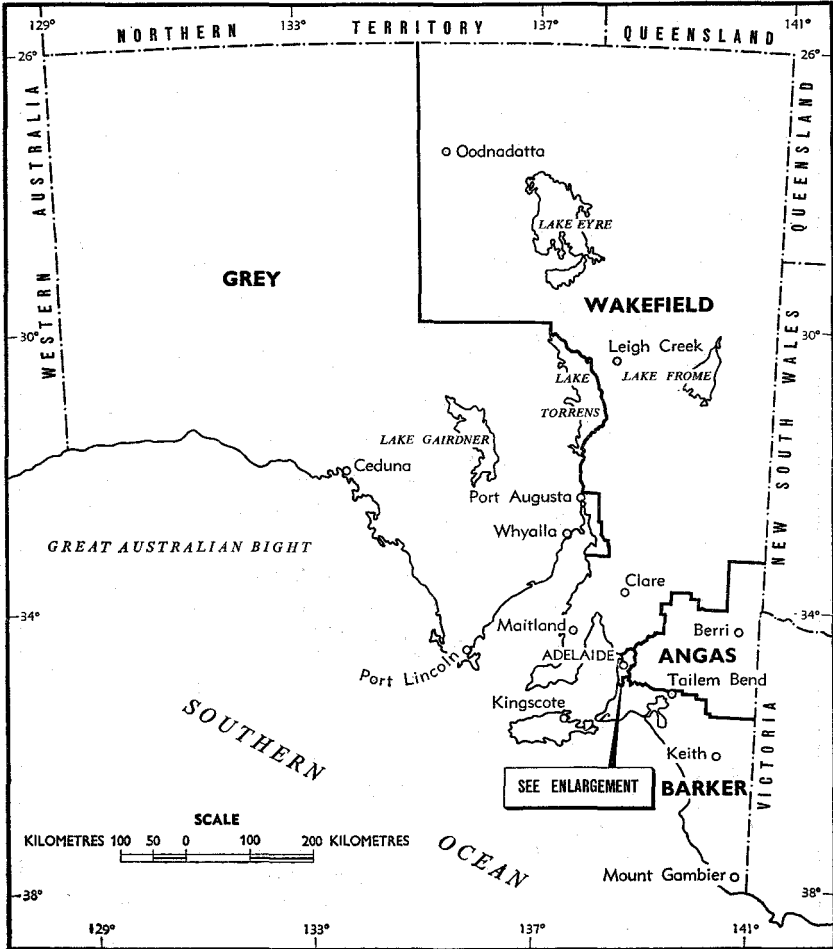 129° 133° 137° 141°
NORTHERN TERRITORY QUEENSLAND
26° 26°
WESTERN AUSTRALIA
QUEENSLAND
Oodnadatta
LAKE EYRE
GREY
WAKEFIELD
30° 30°
Leigh Creek
LAKE FROME
LAKE
TORRENS
NEW SOUTH WALES
LAKE GAIRDNER
Ceduna
Port Augusta
Whyalla
GREAT AUSTRALIAN BIGHT
Clare
34° 34°
Maitland
Berri
ADELAIDE
ANGAS
Port Lincoln
Tailem Bend
Kingscote
SOUTHERN
Keith
VICTORIA
SEE ENLARGEMENT
BARKER
SCALE
KILOMETRES 100 50 0 100 200 KILOMETRES
OCEAN
Mount Gambier
38° 38°
129° 133° 137° 141°